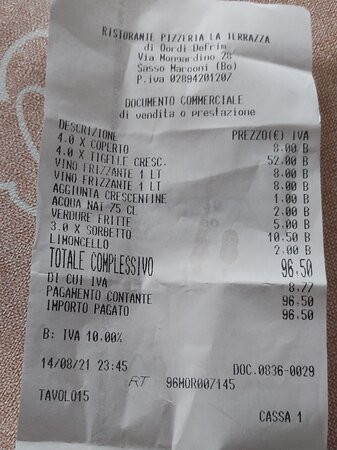 RISTORANTE PIZZERIA LA TERRAZZA
di Dordi Defrim
Via Mongardino 28
Sasso Marconi (Bo)
P.iva 02894201207
DOCUMENTO COMMERCIALE
di vendita o prestazione
DESCRIZIONE PREZZO(€) IVA
4.0 X COPERTO 8.00 B
4.0 X TIGELLE CRESC. 52.00 B
VINO FRIZZANTE 1 LT 8.00 B
VINO FRIZZANTE 1 LT 8.00 B
AGGIUNTA CRESCENTINE 1.00 B
ACQUA NAT 75 CL 2.00 B
VERDURE FRITTE 5.00 B
3.0 X SORBETTO 10.50 B
LIMONCELLO 2.00 B
TOTALE COMPLESSIVO 96.50
DI CUI IVA 8.77
PAGAMENTO CONTANTE 96.50
IMPORTO PAGATO 96.50
B: IVA 10.00%
14/08/21 23:45 DOC.0836-0029
RT 96MOR007145
TAVOLO15
CASSA 1